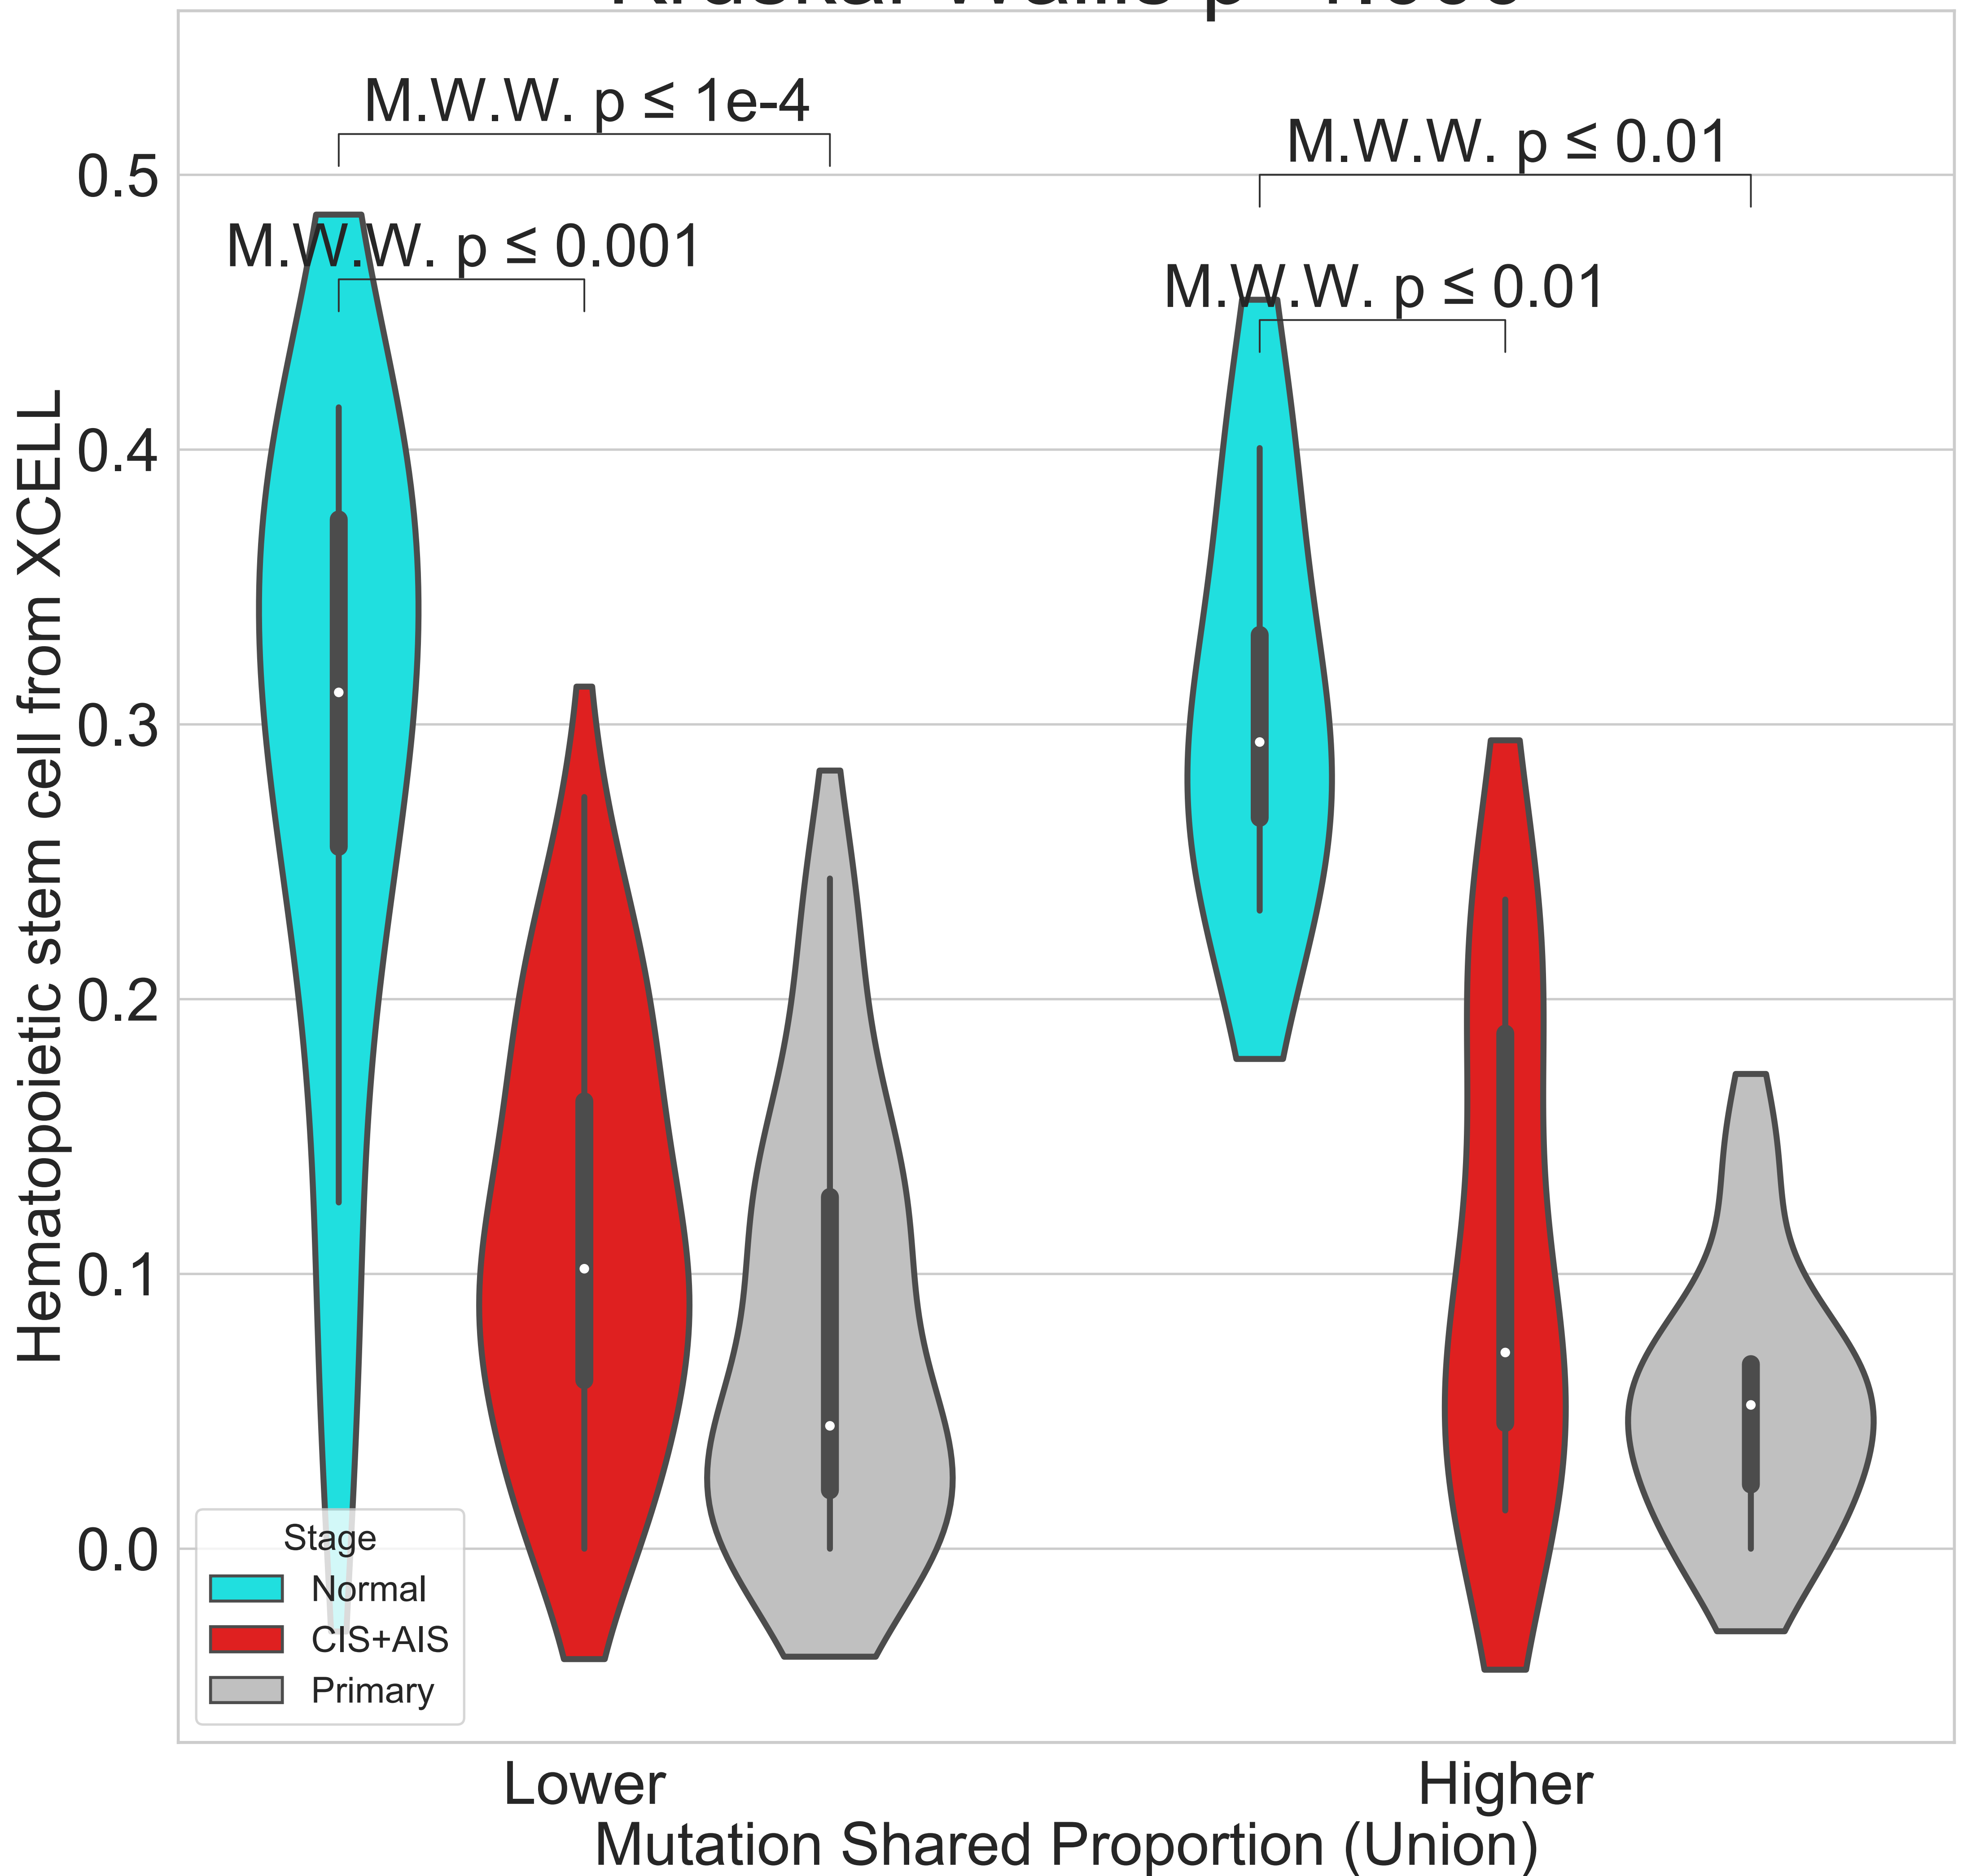 M.W.W. p ≤ 1e-4
M.W.W. p ≤ 0.01
M.W.W. p ≤ 0.001
M.W.W. p ≤ 0.01
0.5
0.4
0.3
0.2
0.1
0.0
Hematopoietic stem cell from XCELL
Stage
Normal
CIS+AIS
Primary
Lower
Higher
Mutation Shared Proportion (Union)